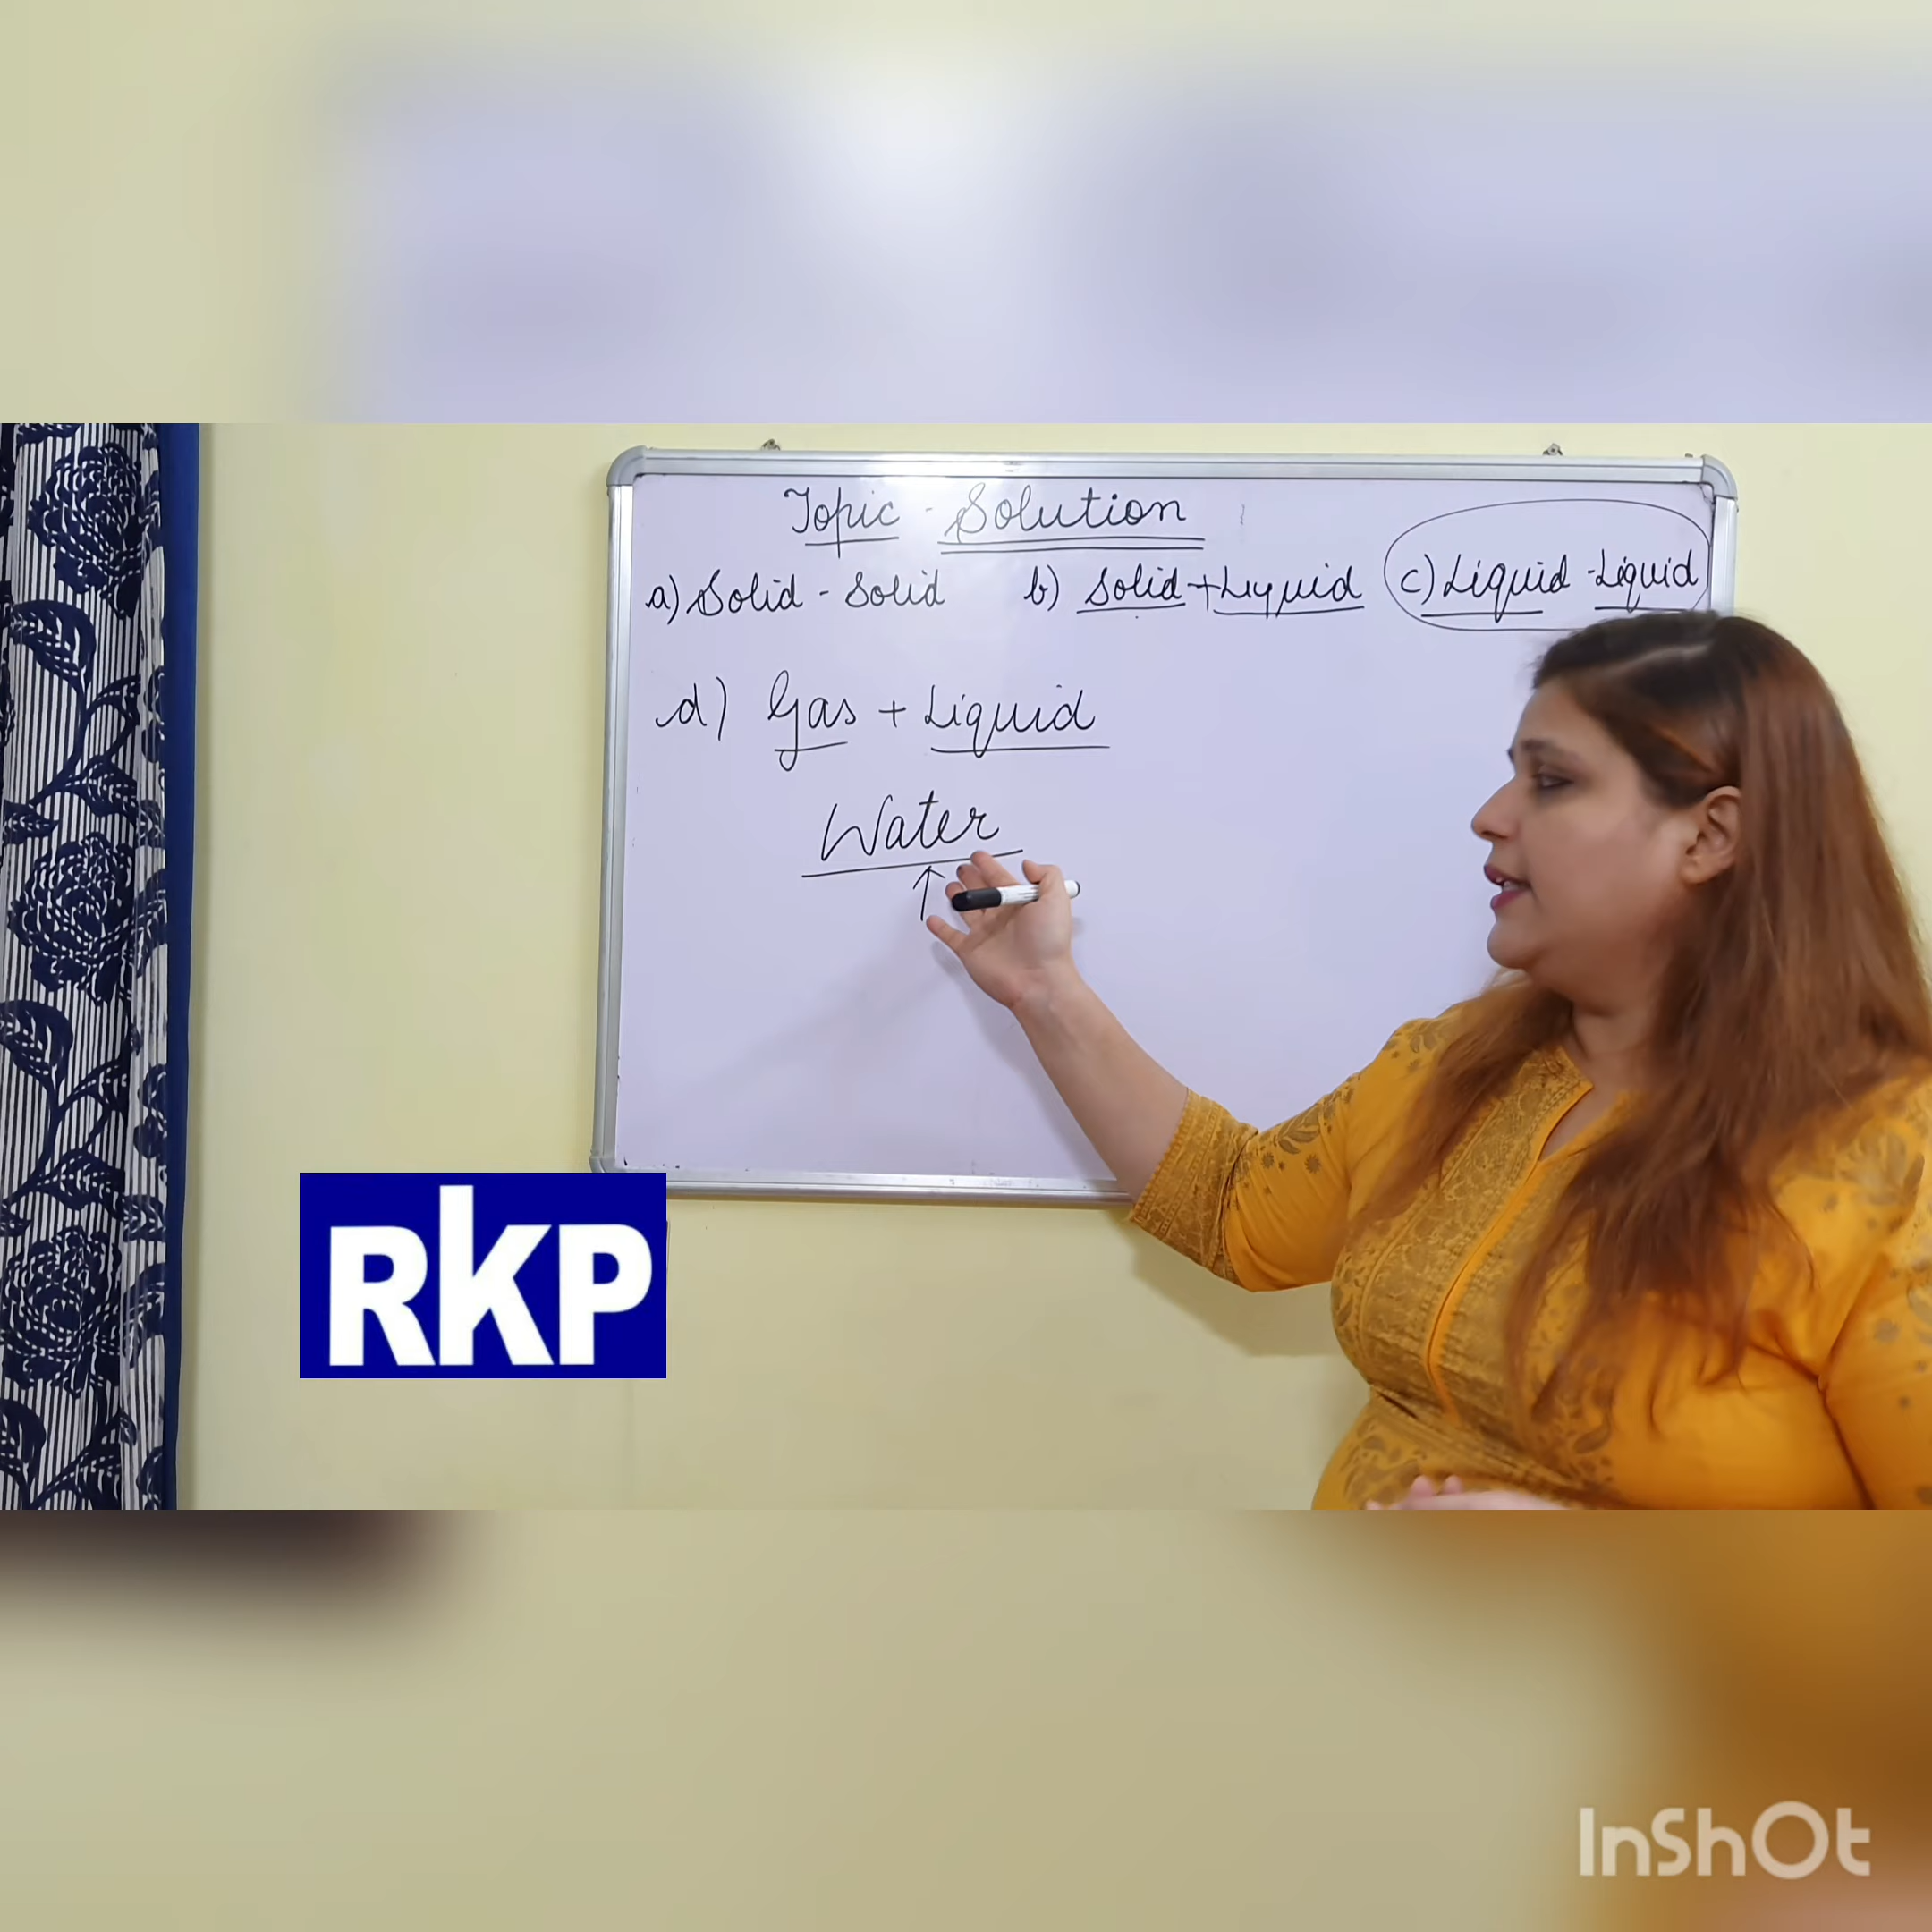 Topic - Solution
a) Solid - Solid b) Solid + Liquid c) Liquid - Liquid
d) Gas + Liquid
Water
RKP
InShOt